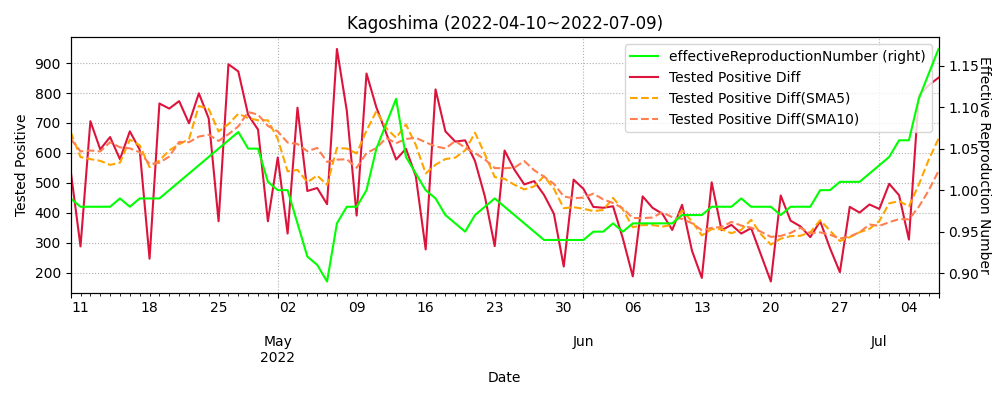 Kagoshima (2022-04-10~2022-07-09)
effectiveReproductionNumber (right)
Tested Positive Diff
Tested Positive Diff(SMA5)
Tested Positive Diff(SMA10)
Tested Positive
900
800
700
600
500
400
300
200
1.15
1.10
1.05
1.00
0.95
0.90
Effective Reproduction Number
11 18 25 02 09 16 23 30 06 13 20 27 04
May Jun Jul
2022
Date